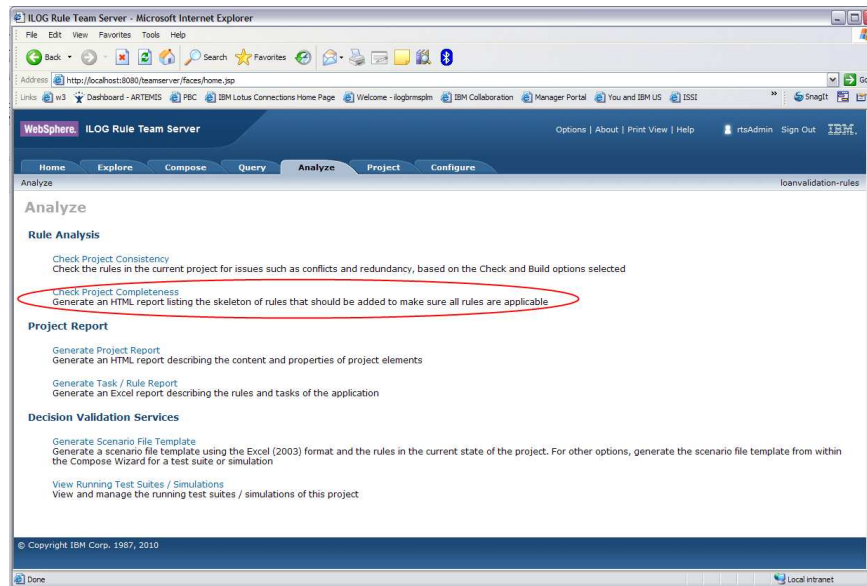 ILOG Rule Team Server - Microsoft Internet Explorer
File Edit View Favorites Tools Help
Back Search Favorites
Address http://localhost:8080/teamserver/faces/home.jsp Go
Links w3 Dashboard - ARTEMIS PBC IBM Lotus Connections Home Page Welcome - ilogbrmsplm IBM Collaboration Manager Portal You and IBM US ISSI » SnagIt
WebSphere. ILOG Rule Team Server Options | About | Print View | Help rtsAdmin Sign Out IBM.
Home Explore Compose Query Analyze Project Configure
Analyze loanvalidation-rules
Analyze
Rule Analysis
Check Project Consistency
Check the rules in the current project for issues such as conflicts and redundancy, based on the Check and Build options selected
Check Project Completeness
Generate an HTML report listing the skeleton of rules that should be added to make sure all rules are applicable
Project Report
Generate Project Report
Generate an HTML report describing the content and properties of project elements
Generate Task / Rule Report
Generate an Excel report describing the rules and tasks of the application
Decision Validation Services
Generate Scenario File Template
Generate a scenario file template using the Excel (2003) format and the rules in the current state of the project. For other options, generate the scenario file template from within
the Compose Wizard for a test suite or simulation
View Running Test Suites / Simulations
View and manage the running test suites / simulations of this project
© Copyright IBM Corp. 1987, 2010
Done Local intranet